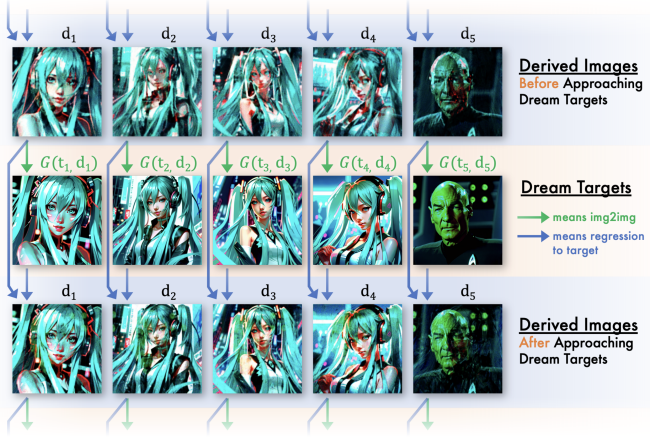 d₁ d₂ d₃ d₄ d₅
Derived Images
Before Approaching
Dream Targets
G(t₁, d₁) G(t₂, d₂) G(t₃, d₃) G(t₄, d₄) G(t₅, d₅)
Dream Targets
means img2img
means regression
to target
d₁ d₂ d₃ d₄ d₅
Derived Images
After Approaching
Dream Targets